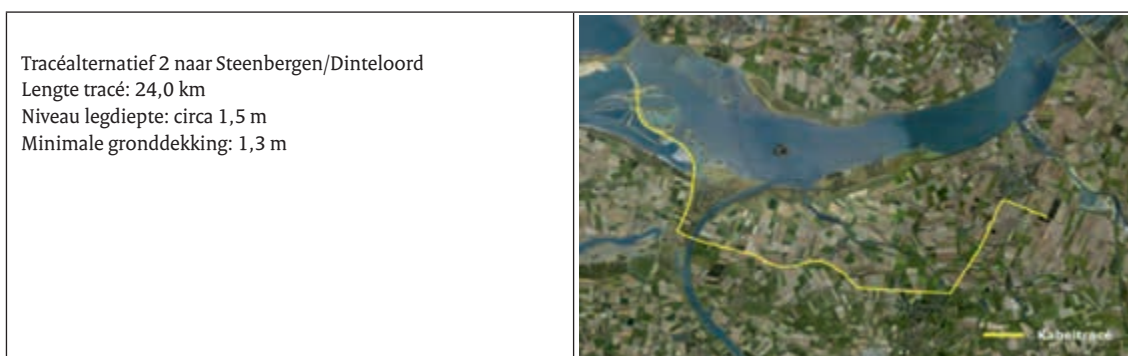 Tracéalternatief 2 naar Steenbergen/Dinteloord
Lengte tracé: 24,0 km
Niveau legdiepte: circa 1,5 m
Minimale gronddekking: 1,3 m
Kabeltracé